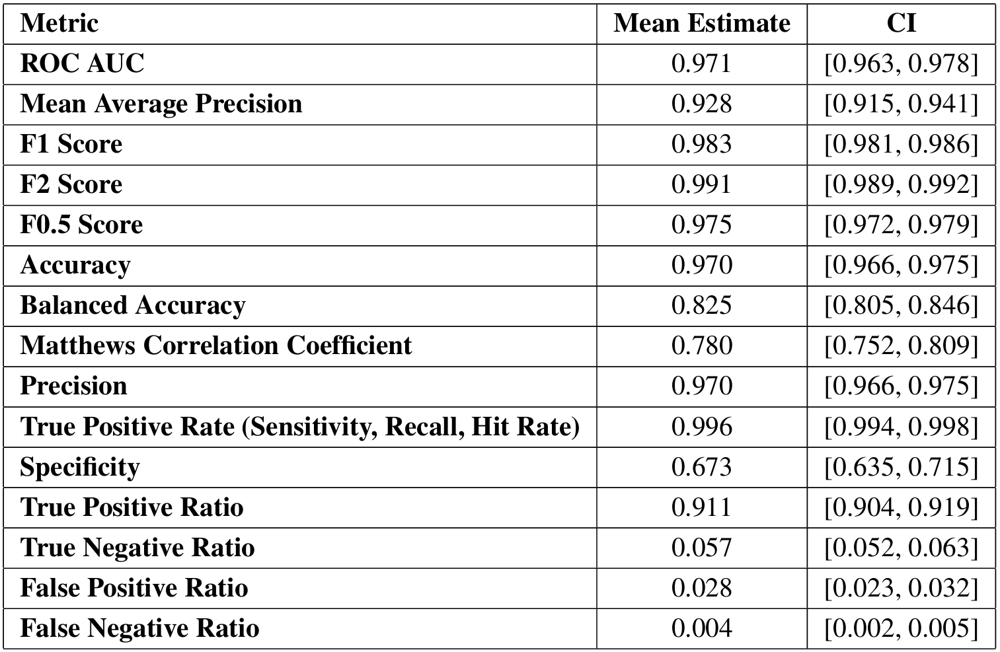 Metric Mean Estimate CI
ROC AUC 0.971 [0.963, 0.978]
Mean Average Precision 0.928 [0.915, 0.941]
F1 Score 0.983 [0.981, 0.986]
F2 Score 0.991 [0.989, 0.992]
F0.5 Score 0.975 [0.972, 0.979]
Accuracy 0.970 [0.966, 0.975]
Balanced Accuracy 0.825 [0.805, 0.846]
Matthews Correlation Coefficient 0.780 [0.752, 0.809]
Precision 0.970 [0.966, 0.975]
True Positive Rate (Sensitivity, Recall, Hit Rate) 0.996 [0.994, 0.998]
Specificity 0.673 [0.635, 0.715]
True Positive Ratio 0.911 [0.904, 0.919]
True Negative Ratio 0.057 [0.052, 0.063]
False Positive Ratio 0.028 [0.023, 0.032]
False Negative Ratio 0.004 [0.002, 0.005]